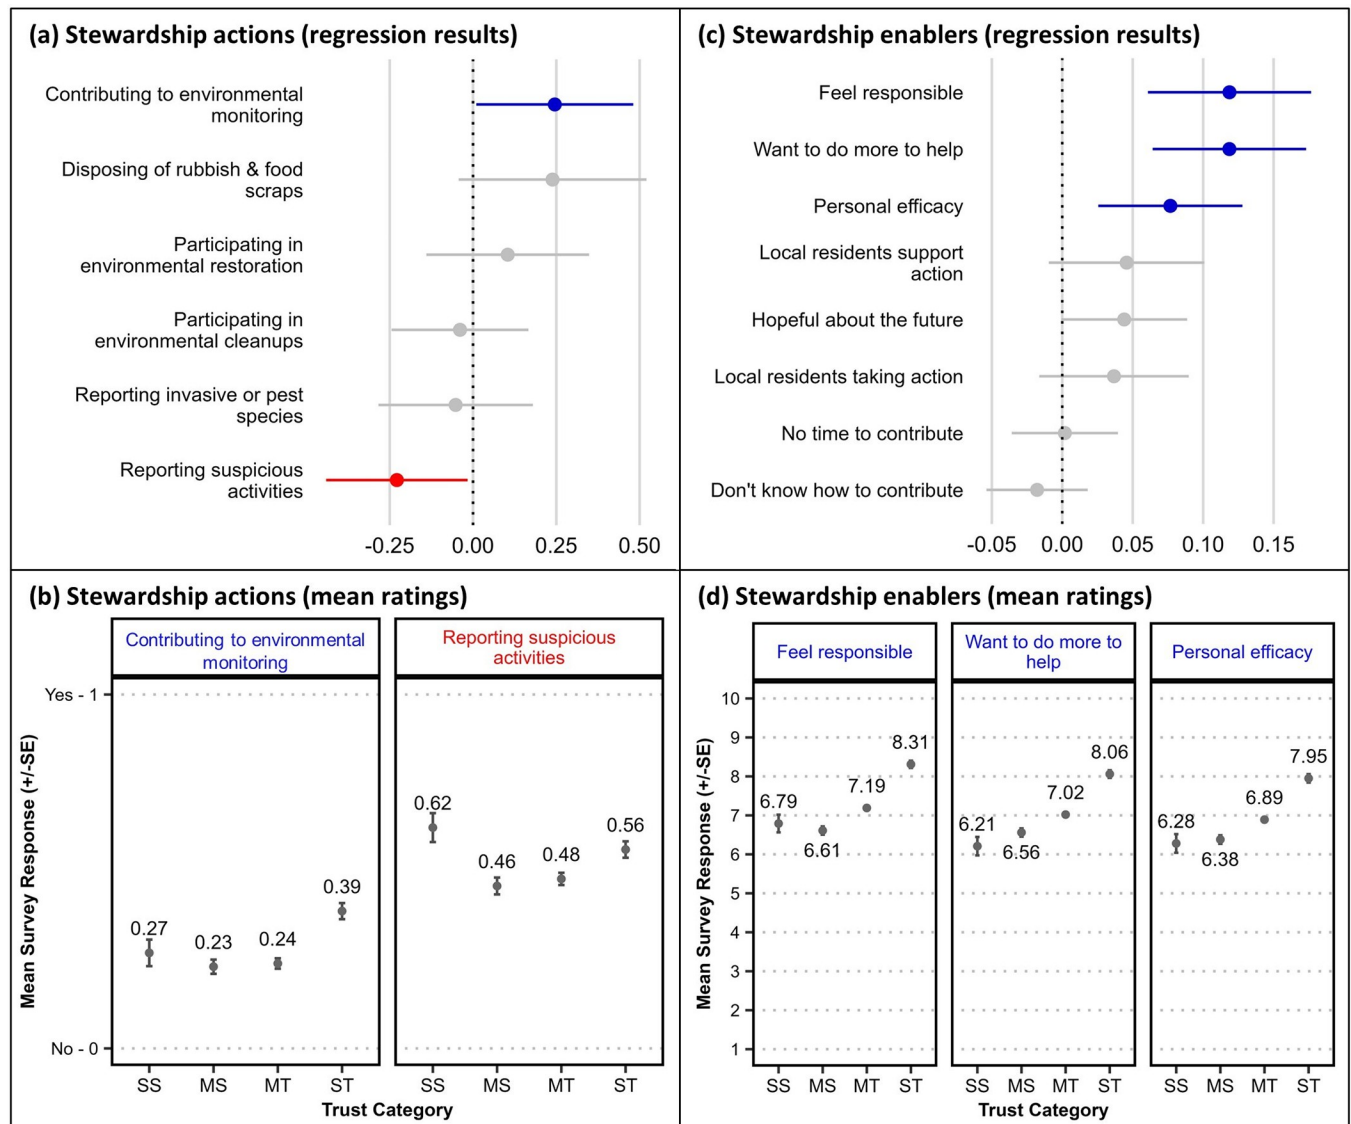 (a) Stewardship actions (regression results)
Contributing to environmental
monitoring
Disposing of rubbish & food
scraps
Participating in
environmental restoration
Participating in
environmental cleanups
Reporting invasive or pest
species
Reporting suspicious
activities
-0.25 0.00 0.25 0.50
(c) Stewardship enablers (regression results)
Feel responsible
Want to do more to help
Personal efficacy
Local residents support
action
Hopeful about the future
Local residents taking action
No time to contribute
Don't know how to contribute
-0.05 0.00 0.05 0.10 0.15
(b) Stewardship actions (mean ratings)
Contributing to environmental
monitoring
Reporting suspicious
activities
Mean Survey Response (+/-SE)
Yes - 1
No - 0
0.27
0.23
0.24
0.39
0.62
0.46
0.48
0.56
SS MS MT ST
SS MS MT ST
Trust Category
(d) Stewardship enablers (mean ratings)
Feel responsible
Want to do more to
help
Personal efficacy
Mean Survey Response (+/-SE)
10
9
8
7
6
5
4
3
2
1
6.79
6.61
7.19
8.31
6.21
6.56
7.02
8.06
6.28
6.38
6.89
7.95
SS MS MT ST
SS MS MT ST
SS MS MT ST
Trust Category